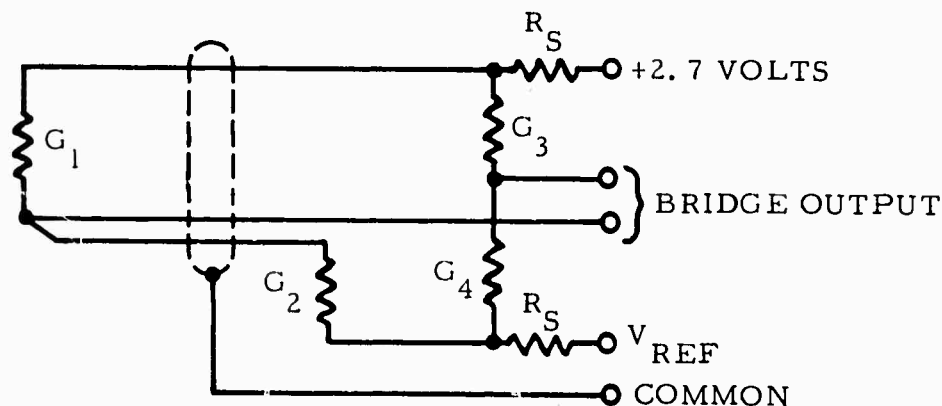 R_S
+2. 7 VOLTS
G_1
G_3
BRIDGE OUTPUT
G_2
G_4
R_S
V_REF
COMMON